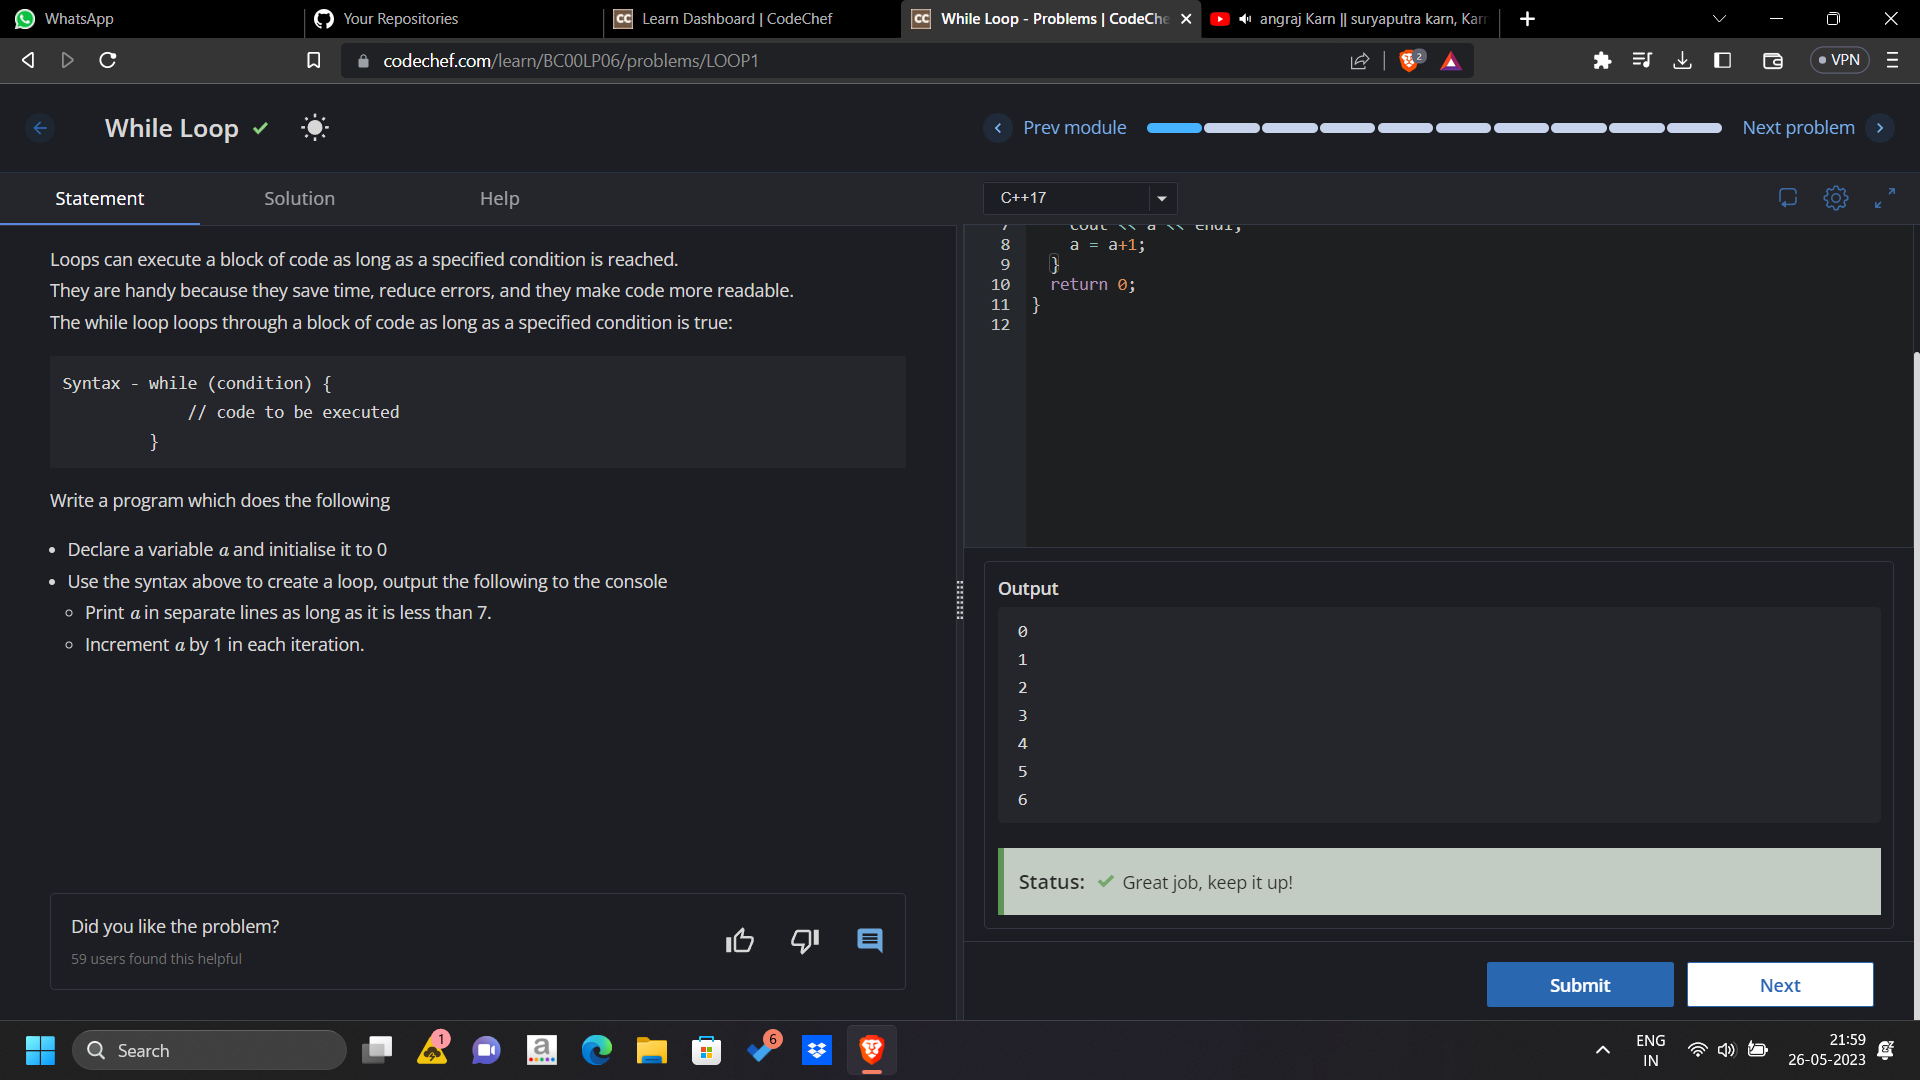 WhatsApp
Your Repositories
Learn Dashboard | CodeChef
While Loop - Problems | CodeChe
angraj Karn || suryaputra karn, Kar
codechef.com/learn/BC00LP06/problems/LOOP1
2
VPN
While Loop
Prev module
Next problem
Statement
Solution
Help
C++17
Loops can execute a block of code as long as a specified condition is reached.
They are handy because they save time, reduce errors, and they make code more readable.
The while loop loops through a block of code as long as a specified condition is true:
Syntax - while (condition) {
// code to be executed
}
Write a program which does the following
• Declare a variable a and initialise it to 0
• Use the syntax above to create a loop, output the following to the console
○ Print a in separate lines as long as it is less than 7.
○ Increment a by 1 in each iteration.
Did you like the problem?
59 users found this helpful
7 cout << a << endl;
8 a = a+1;
9 }
10 return 0;
11 }
12
Output
0
1
2
3
4
5
6
Status: Great job, keep it up!
Submit
Next
Search
1
a
6
ENG
IN
21:59
26-05-2023